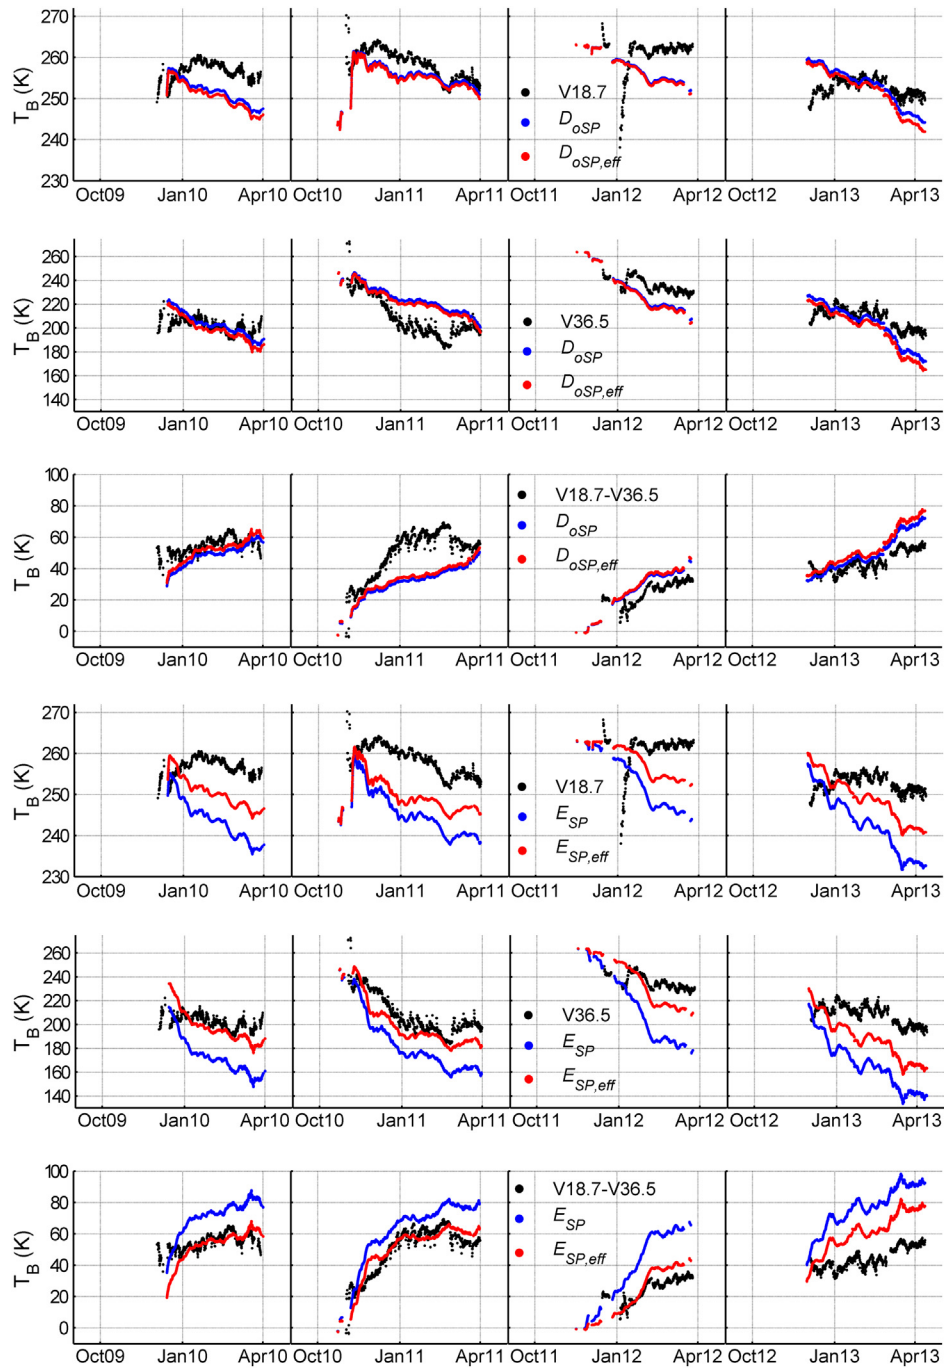 270
260
250
240
230
T_B (K)
V18.7
D_oSP
D_oSP,eff
Oct09 Jan10 Apr10 Oct10 Jan11 Apr11 Oct11 Jan12 Apr12 Oct12 Jan13 Apr13
260
240
220
200
180
160
140
T_B (K)
V36.5
D_oSP
D_oSP,eff
Oct09 Jan10 Apr10 Oct10 Jan11 Apr11 Oct11 Jan12 Apr12 Oct12 Jan13 Apr13
100
80
60
40
20
0
T_B (K)
V18.7-V36.5
D_oSP
D_oSP,eff
Oct09 Jan10 Apr10 Oct10 Jan11 Apr11 Oct11 Jan12 Apr12 Oct12 Jan13 Apr13
270
260
250
240
230
T_B (K)
V18.7
E_SP
E_SP,eff
Oct09 Jan10 Apr10 Oct10 Jan11 Apr11 Oct11 Jan12 Apr12 Oct12 Jan13 Apr13
260
240
220
200
180
160
140
T_B (K)
V36.5
E_SP
E_SP,eff
Oct09 Jan10 Apr10 Oct10 Jan11 Apr11 Oct11 Jan12 Apr12 Oct12 Jan13 Apr13
100
80
60
40
20
0
T_B (K)
V18.7-V36.5
E_SP
E_SP,eff
Oct09 Jan10 Apr10 Oct10 Jan11 Apr11 Oct11 Jan12 Apr12 Oct12 Jan13 Apr13